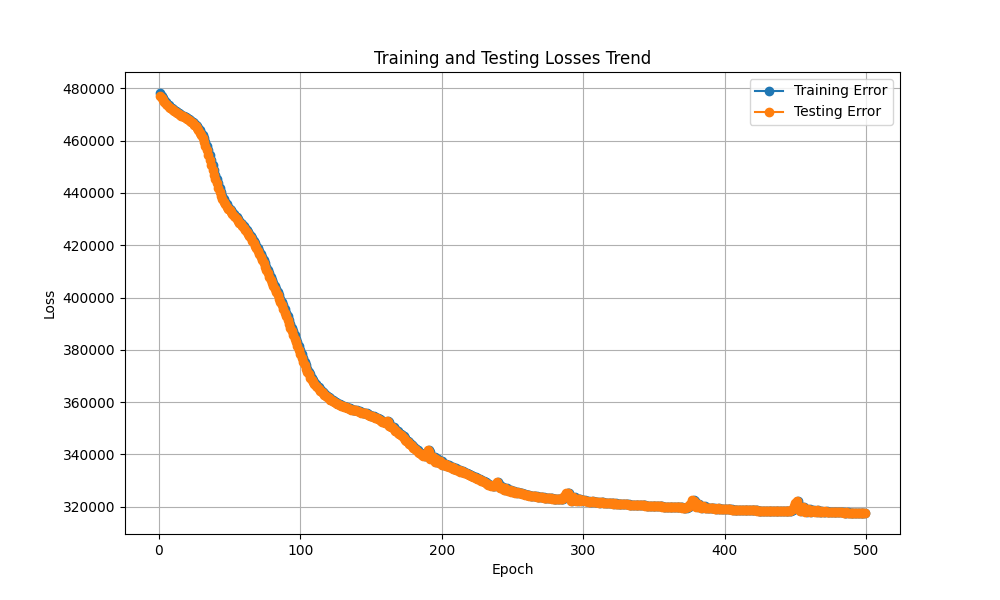 Training and Testing Losses Trend
Training Error
Testing Error
480000
460000
440000
420000
400000
380000
360000
340000
320000
Loss
0 100 200 300 400 500
Epoch